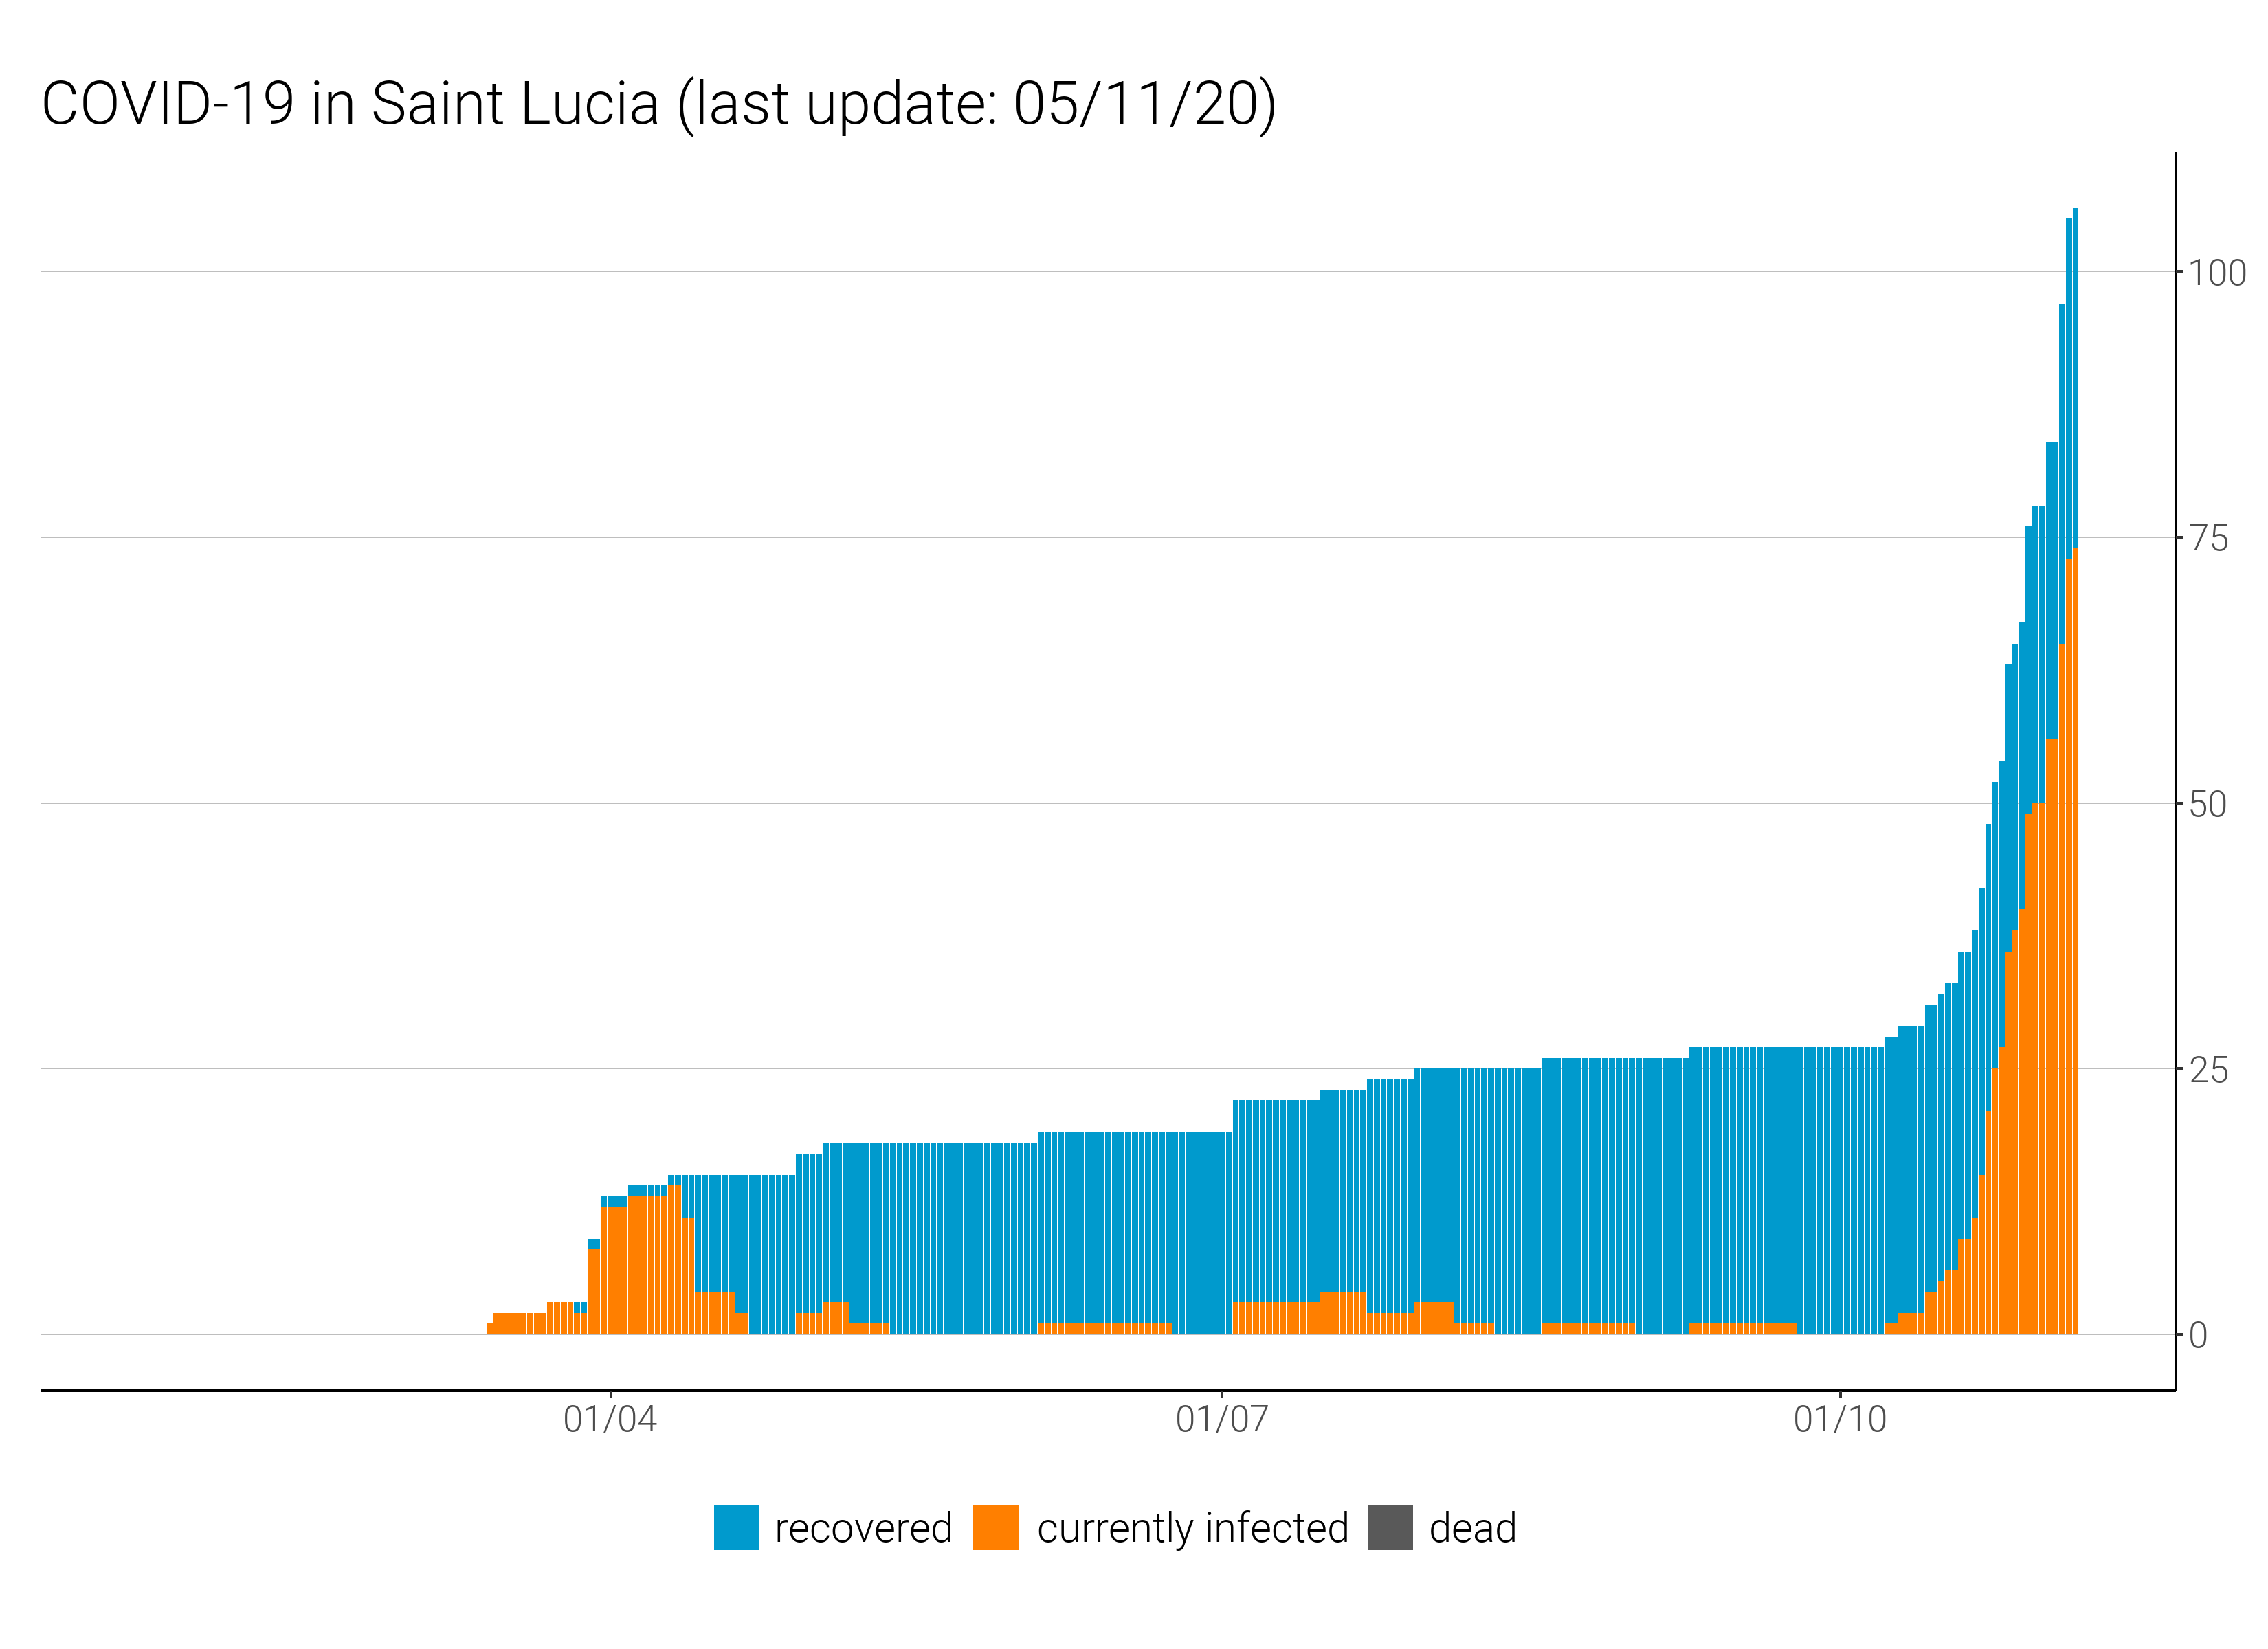 COVID-19 in Saint Lucia (last update: 05/11/20)
100
75
50
25
0
01/04 01/07 01/10
recovered currently infected dead